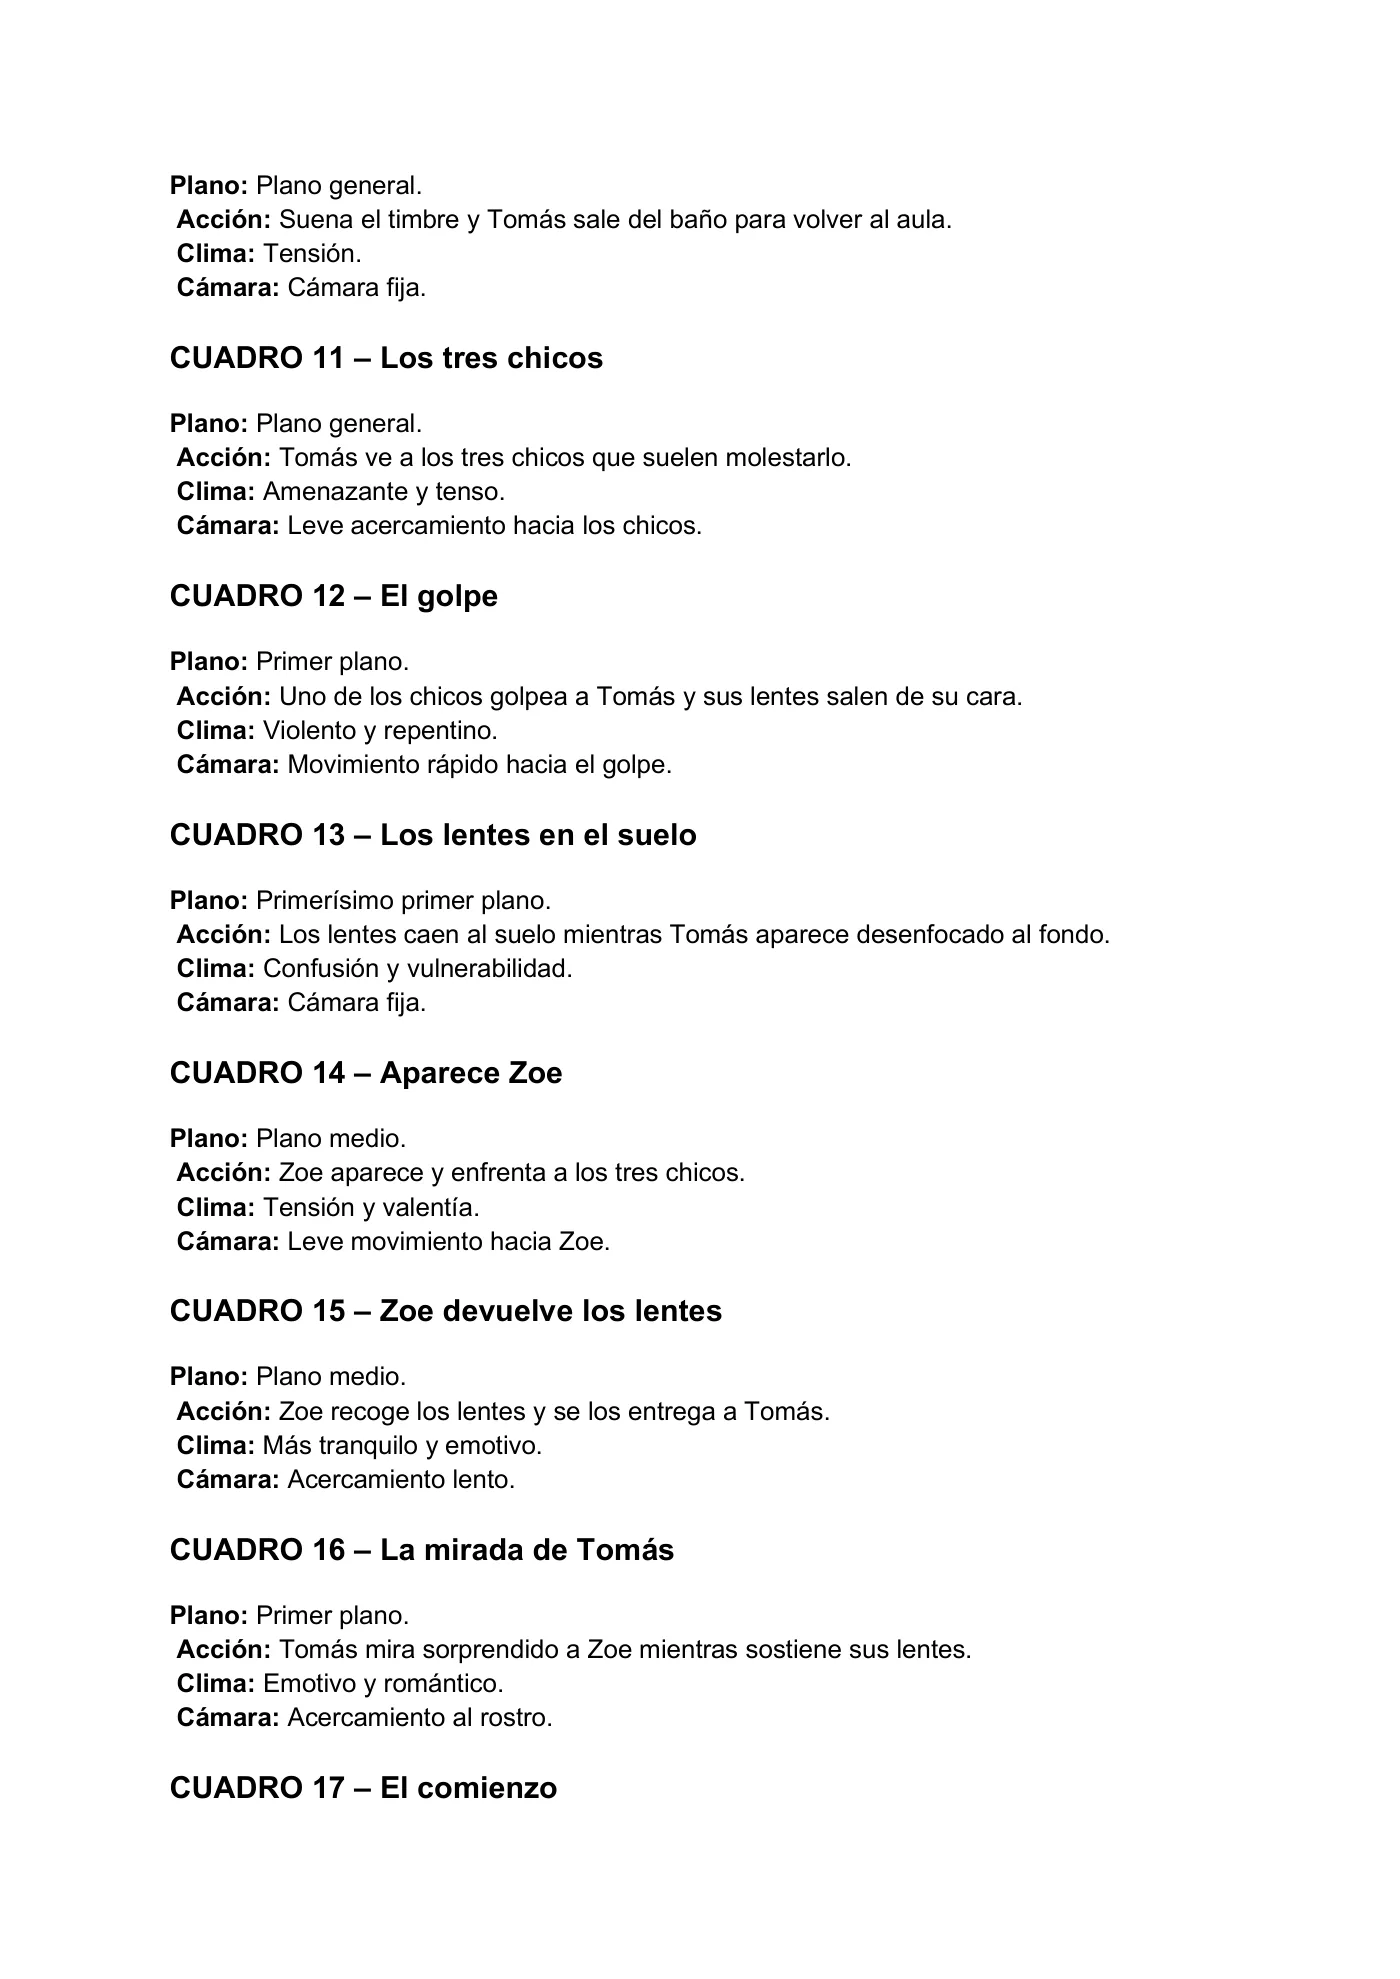 Plano: Plano general.
Acción: Suena el timbre y Tomás sale del baño para volver al aula.
Clima: Tensión.
Cámara: Cámara fija.
CUADRO 11 – Los tres chicos
Plano: Plano general.
Acción: Tomás ve a los tres chicos que suelen molestarlo.
Clima: Amenazante y tenso.
Cámara: Leve acercamiento hacia los chicos.
CUADRO 12 – El golpe
Plano: Primer plano.
Acción: Uno de los chicos golpea a Tomás y sus lentes salen de su cara.
Clima: Violento y repentino.
Cámara: Movimiento rápido hacia el golpe.
CUADRO 13 – Los lentes en el suelo
Plano: Primerísimo primer plano.
Acción: Los lentes caen al suelo mientras Tomás aparece desenfocado al fondo.
Clima: Confusión y vulnerabilidad.
Cámara: Cámara fija.
CUADRO 14 – Aparece Zoe
Plano: Plano medio.
Acción: Zoe aparece y enfrenta a los tres chicos.
Clima: Tensión y valentía.
Cámara: Leve movimiento hacia Zoe.
CUADRO 15 – Zoe devuelve los lentes
Plano: Plano medio.
Acción: Zoe recoge los lentes y se los entrega a Tomás.
Clima: Más tranquilo y emotivo.
Cámara: Acercamiento lento.
CUADRO 16 – La mirada de Tomás
Plano: Primer plano.
Acción: Tomás mira sorprendido a Zoe mientras sostiene sus lentes.
Clima: Emotivo y romántico.
Cámara: Acercamiento al rostro.
CUADRO 17 – El comienzo